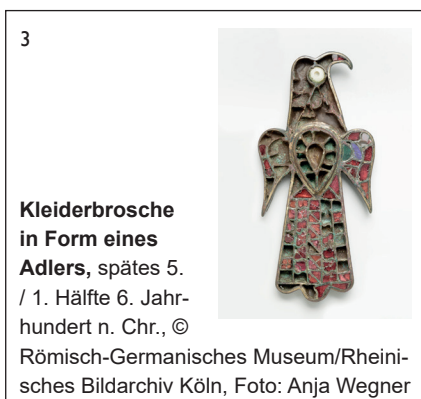 3
Kleiderbrosche
in Form eines
Adlers, spätes 5.
/ 1. Hälfte 6. Jahr-
hundert n. Chr., ©
Römisch-Germanisches Museum/Rheini-
sches Bildarchiv Köln, Foto: Anja Wegner